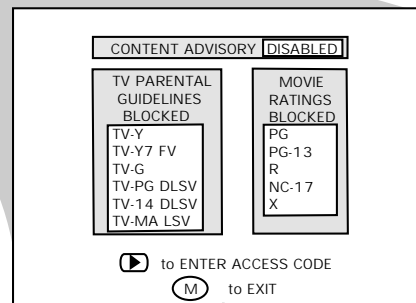 CONTENT ADVISORY DISABLED
TV PARENTAL
GUIDELINES
BLOCKED
TV-Y
TV-Y7 FV
TV-G
TV-PG DLSV
TV-14 DLSV
TV-MA LSV
MOVIE
RATINGS
BLOCKED
PG
PG-13
R
NC-17
X
to ENTER ACCESS CODE
M to EXIT